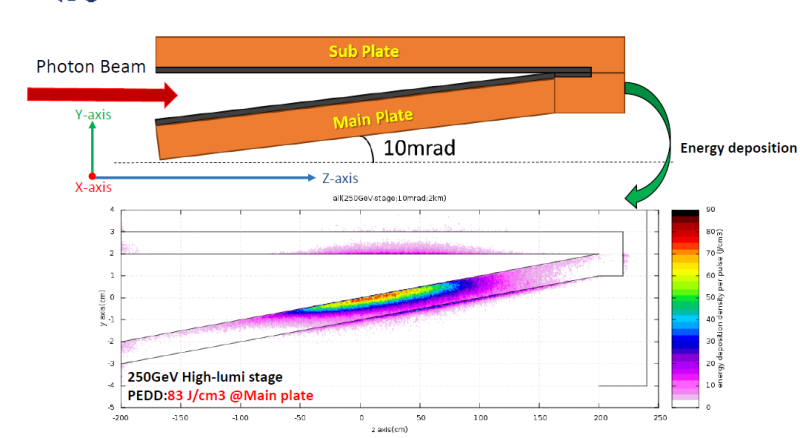 Sub Plate
Photon Beam
Main Plate
Y-axis
10mrad
Energy deposition
Z-axis
X-axis
all(250GeV-stage;10mrad;2km)
4
3
2
1
0
-1
-2
-3
-4
-5
y axis(cm)
250GeV High-lumi stage
PEDD:83 J/cm3 @Main plate
-200
-150
-100
-50
0
50
100
150
200
250
z axis(cm)
90
80
70
60
50
40
30
20
10
0
energy deposition density per pulse (J/cm3)